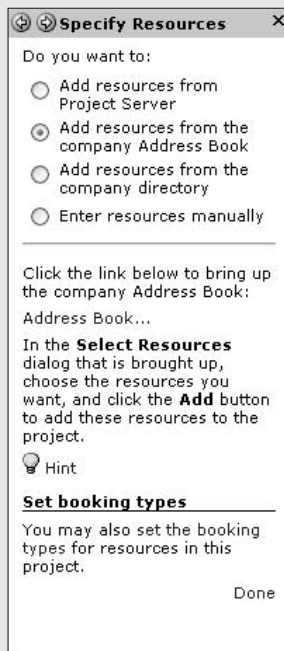 Specify Resources
Do you want to:
Add resources from
Project Server
Add resources from the
company Address Book
Add resources from the
company directory
Enter resources manually
Click the link below to bring up
the company Address Book:
Address Book...
In the Select Resources
dialog that is brought up,
choose the resources you
want, and click the Add button
to add these resources to the
project.
Hint
Set booking types
You may also set the booking
types for resources in this
project.
Done